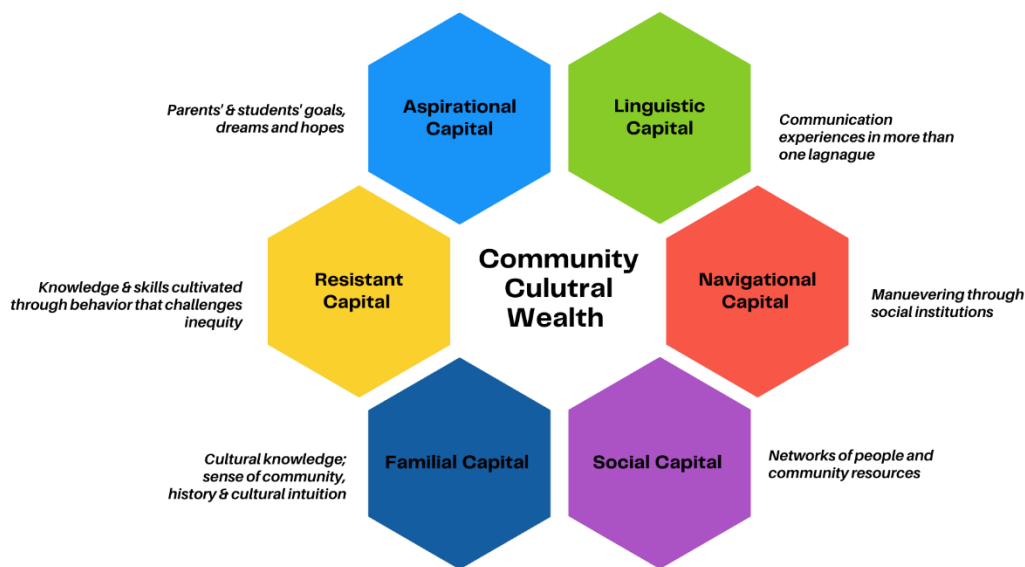 Parents' & students' goals,
dreams and hopes
Aspirational
Capital
Linguistic
Capital
Communication
experiences in more than
one lagnague
Knowledge & skills cultivated
through behavior that challenges
inequity
Resistant
Capital
Community
Culutral
Wealth
Navigational
Capital
Manuevering through
social institutions
Cultural knowledge;
sense of community,
history & cultural intuition
Familial Capital
Social Capital
Networks of people and
community resources